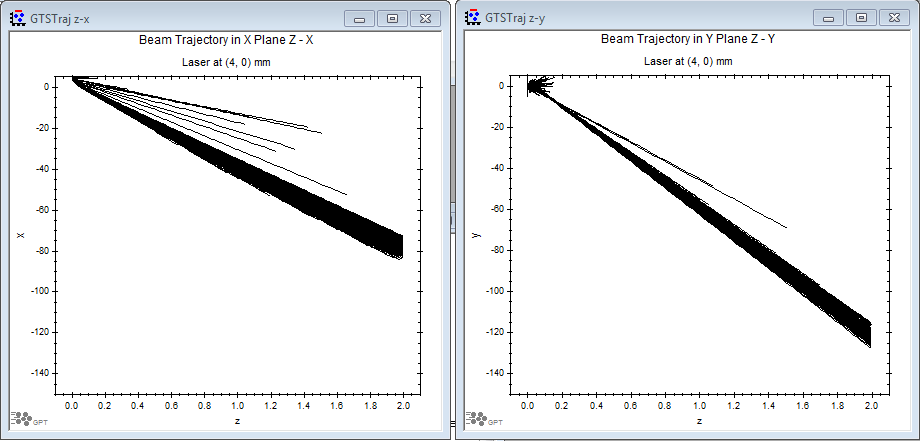 GTSTraj z-x
Beam Trajectory in X Plane Z - X
Laser at (4, 0) mm
0
-20
-40
-60
-80
-100
-120
-140
x
0.0 0.2 0.4 0.6 0.8 1.0 1.2 1.4 1.6 1.8 2.0
z
GPT
GTSTraj z-y
Beam Trajectory in Y Plane Z - Y
Laser at (4, 0) mm
0
-20
-40
-60
-80
-100
-120
-140
y
0.0 0.2 0.4 0.6 0.8 1.0 1.2 1.4 1.6 1.8 2.0
z
GPT